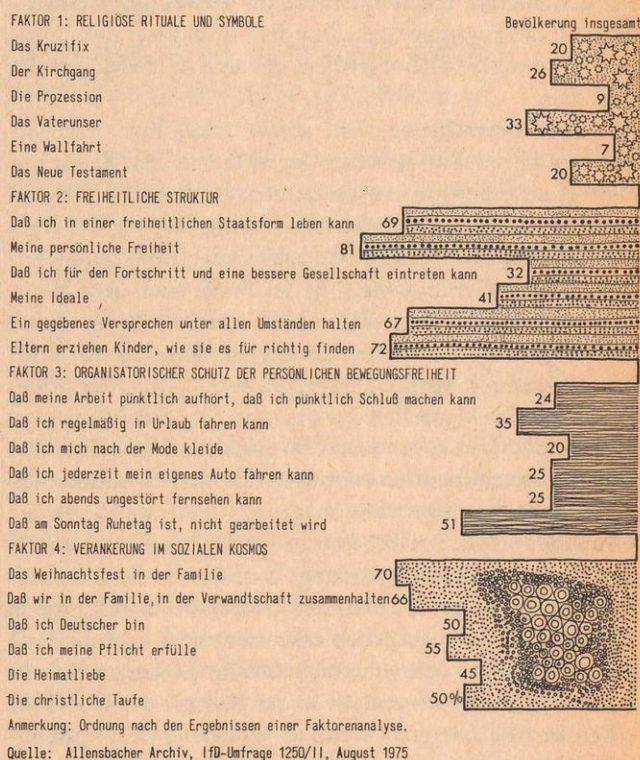 FAKTOR 1: RELIGIÖSE RITUALE UND SYMBOLE Bevölkerung insgesamt
Das Kruzifix 20
Der Kirchgang 26
Die Prozession 9
Das Vaterunser 33
Eine Wallfahrt 7
Das Neue Testament 20
FAKTOR 2: FREIHEITLICHE STRUKTUR
Daß ich in einer freiheitlichen Staatsform leben kann 69
Meine persönliche Freiheit 81
Daß ich für den Fortschritt und eine bessere Gesellschaft eintreten kann 32
Meine Ideale 41
Ein gegebenes Versprechen unter allen Umständen halten 67
Eltern erziehen Kinder, wie sie es für richtig finden 72
FAKTOR 3: ORGANISATORISCHER SCHUTZ DER PERSÖNLICHEN BEWEGUNGSFREIHEIT
Daß meine Arbeit pünktlich aufhört, daß ich pünktlich Schluß machen kann 24
Daß ich regelmäßig in Urlaub fahren kann 35
Daß ich mich nach der Mode kleide 20
Daß ich jederzeit mein eigenes Auto fahren kann 25
Daß ich abends ungestört fernsehen kann 25
Daß am Sonntag Ruhetag ist, nicht gearbeitet wird 51
FAKTOR 4: VERANKERUNG IM SOZIALEN KOSMOS
Das Weihnachtsfest in der Familie 70
Daß wir in der Familie, in der Verwandtschaft zusammenhalten 66
Daß ich Deutscher bin 50
Daß ich meine Pflicht erfülle 55
Die Heimatliebe 45
Die christliche Taufe 50%
Anmerkung: Ordnung nach den Ergebnissen einer Faktorenanalyse.
Quelle: Allensbacher Archiv, IfD-Umfrage 1250/II, August 1975